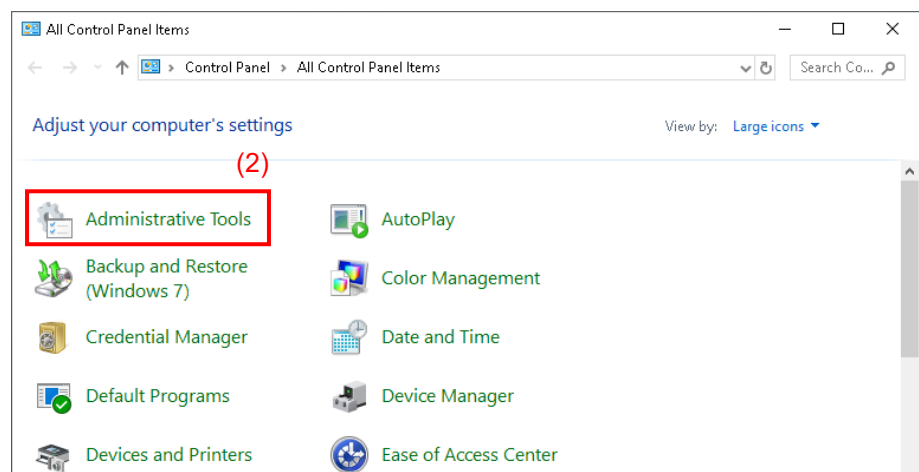 All Control Panel Items
Control Panel > All Control Panel Items
Search Co...
Adjust your computer's settings
View by: Large icons
(2)
Administrative Tools
AutoPlay
Backup and Restore
(Windows 7)
Color Management
Credential Manager
Date and Time
Default Programs
Device Manager
Devices and Printers
Ease of Access Center